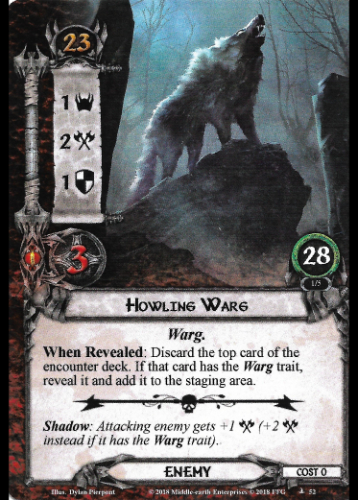 23
1
2
1
3
28
1/5
HOWLING WARG
Warg.
When Revealed: Discard the top card of the
encounter deck. If that card has the Warg trait,
reveal it and add it to the staging area.
Shadow: Attacking enemy gets +1 (+2
instead if it has the Warg trait).
ENEMY
COST 0
Illus. Dylan Pierpont © 2018 Middle-earth Enterprises © 2018 FFG 52